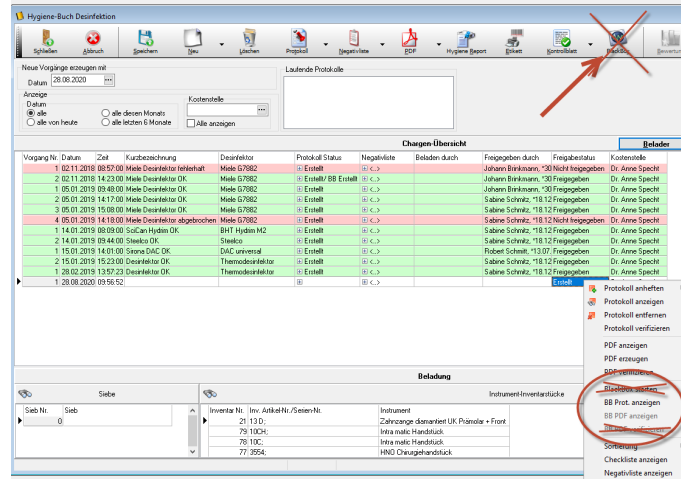 Hygiene-Buch Desinfektion
Schließen Abbruch Speichern Neu Löschen Protokoll Negativliste PDF Hygiene Report Etikett Kontrollblatt BlackBox Bewertun
Neue Vorgänge erzeugen mit
Datum 28.08.2020
Laufende Protokolle
Anzeige
Datum
alle alle diesen Monats
alle von heute alle letzten 6 Monate
Kostenstelle
Alle anzeigen
Chargen-Übersicht Belader
Vorgang Nr. Datum Zeit Kurzbezeichnung Desinfektor Protokoll Status Negativliste Beladen durch Freigegeben durch Freigabestatus Kostenstelle
1 02.11.2018 08:57:00 Miele Desinfektor fehlerhaft Miele G7882 Erstellt <..> Johann Brinkmann, *30 Nicht freigegeben Dr. Anne Specht
2 02.11.2018 14:23:00 Miele Desinfektor OK Miele G7882 Erstellt/ BB Erstellt <..> Johann Brinkmann, *30 Freigegeben Dr. Anne Specht
1 05.01.2019 09:48:00 Miele Desinfektor OK Miele G7882 Erstellt <..> Johann Brinkmann, *30 Freigegeben Dr. Anne Specht
2 05.01.2019 14:17:00 Miele Desinfektor OK Miele G7882 Erstellt <..> Sabine Schmitz, *18.12 Freigegeben Dr. Anne Specht
3 05.01.2019 15:08:00 Miele Desinfektor OK Miele G7882 Erstellt <..> Sabine Schmitz, *18.12 Freigegeben Dr. Anne Specht
4 05.01.2019 14:18:00 Miele Desinfektor abgebrochen Miele G7882 Erstellt <..> Sabine Schmitz, *18.12 Nicht freigegeben Dr. Anne Specht
1 14.01.2019 08:09:00 SciCan Hydrim OK BHT Hydrim M2 Erstellt <..> Sabine Schmitz, *18.12 Freigegeben Dr. Anne Specht
2 14.01.2019 09:44:00 Steelco OK Steelco Erstellt <..> Sabine Schmitz, *18.12 Freigegeben Dr. Anne Specht
1 15.01.2019 14:01:00 Sirona DAC OK DAC universal Erstellt <..> Robert Schmitt, *13.07. Freigegeben Dr. Anne Specht
2 15.01.2019 15:23:00 Desinfektor OK Thermodesinfektor Erstellt <..> Sabine Schmitz, *18.12 Freigegeben Dr. Anne Specht
1 28.02.2019 13:57:23 Desinfektor OK Thermodesinfektor Erstellt <..> Sabine Schmitz, *18.12 Freigegeben Dr. Anne Specht
1 28.08.2020 09:56:52 Erstellt
Protokoll anheften
Protokoll anzeigen
Protokoll entfernen
Protokoll verifizieren
PDF anzeigen
PDF erzeugen
PDF verifizieren
Blackbox starten
BB Prot. anzeigen
BB PDF anzeigen
BB PDF verifizieren
Sortierung
Checkliste anzeigen
Negativliste anzeigen
Beladung
Siebe
Sieb Nr. Sieb
0
Instrument-Inventarstücke
Inventar Nr. Inv. Artikel-Nr./Serien-Nr. Instrument
21 13 D; Zahnzange diamantiert UK Prämolar + Front
79 10CH; Intra matic Handstück
78 10C; Intra matic Handstück
77 3554; HNO Chirurgiehandstück